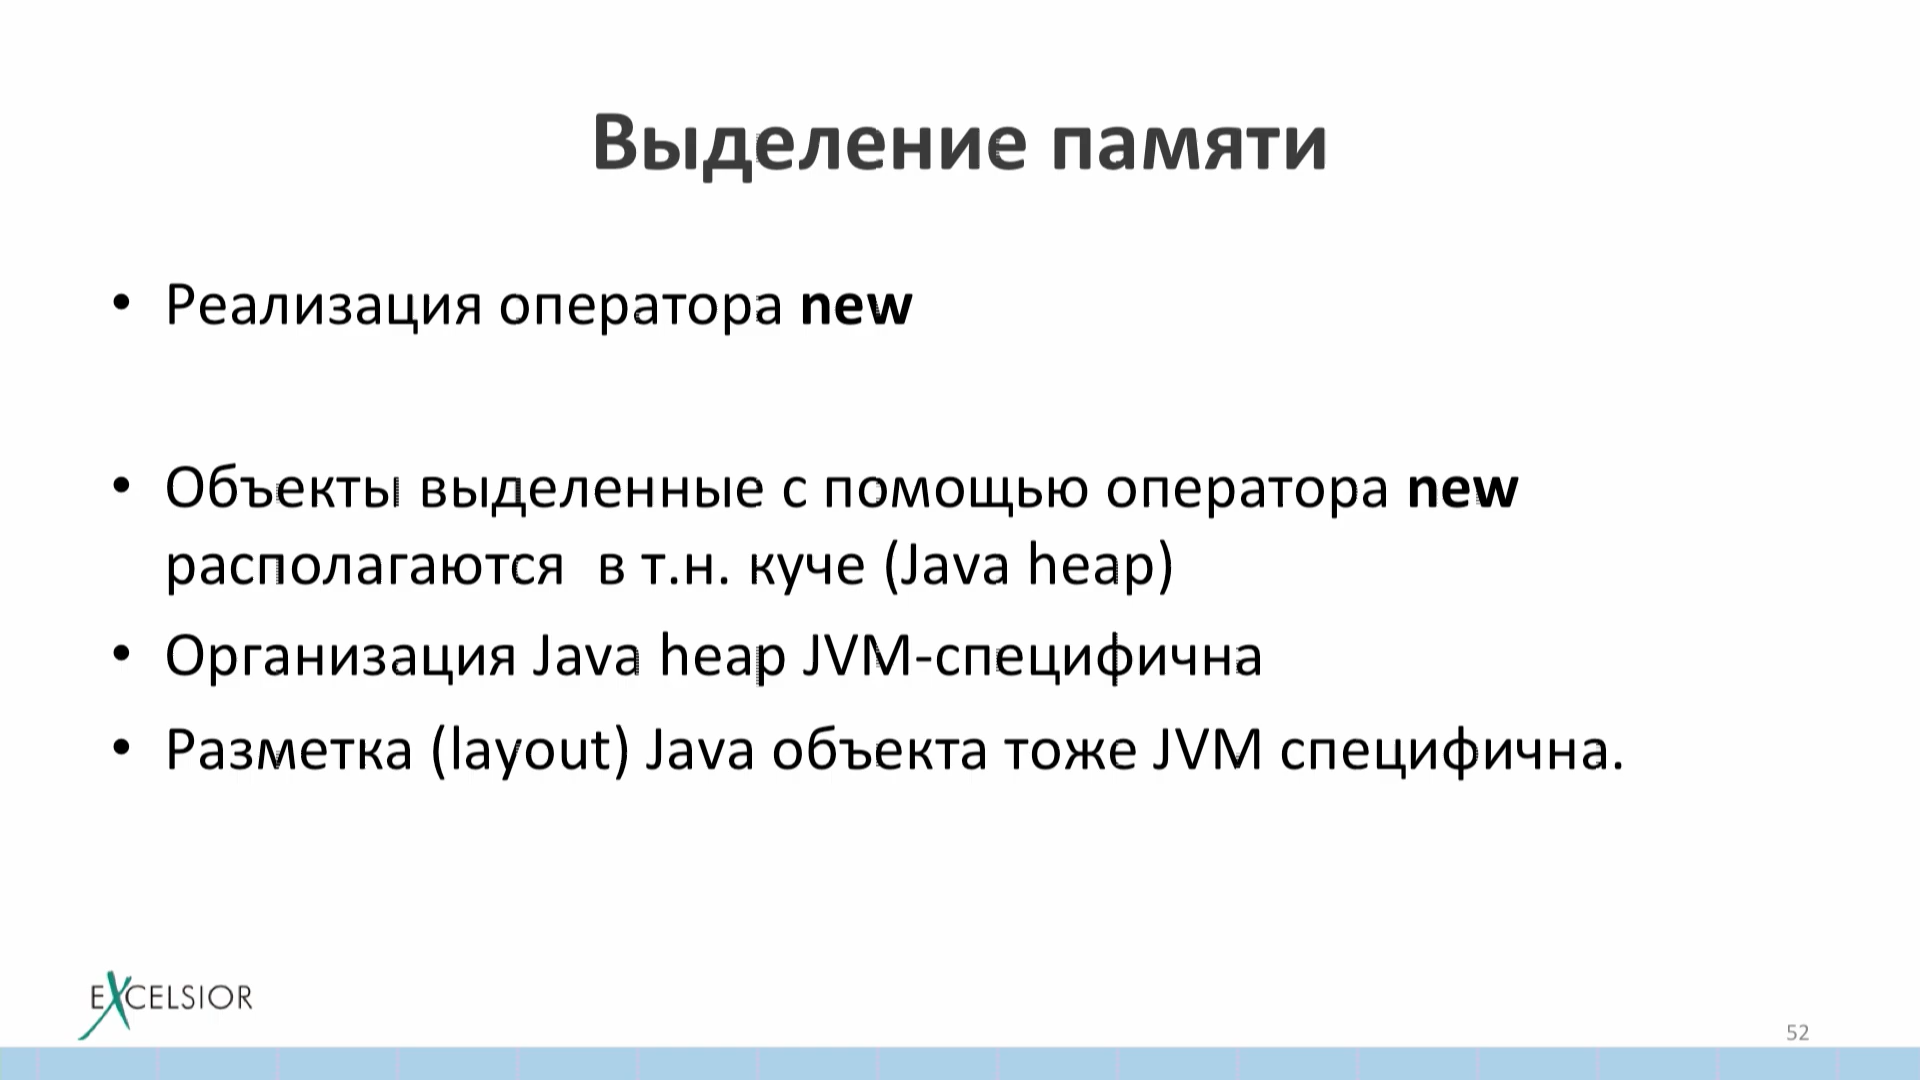 Выделение памяти
• Реализация оператора new
• Объекты выделенные с помощью оператора new
располагаются  в т.н. куче (Java heap)
• Организация Java heap JVM-специфична
• Разметка (layout) Java объекта тоже JVM специфична.
EXCELSIOR
52